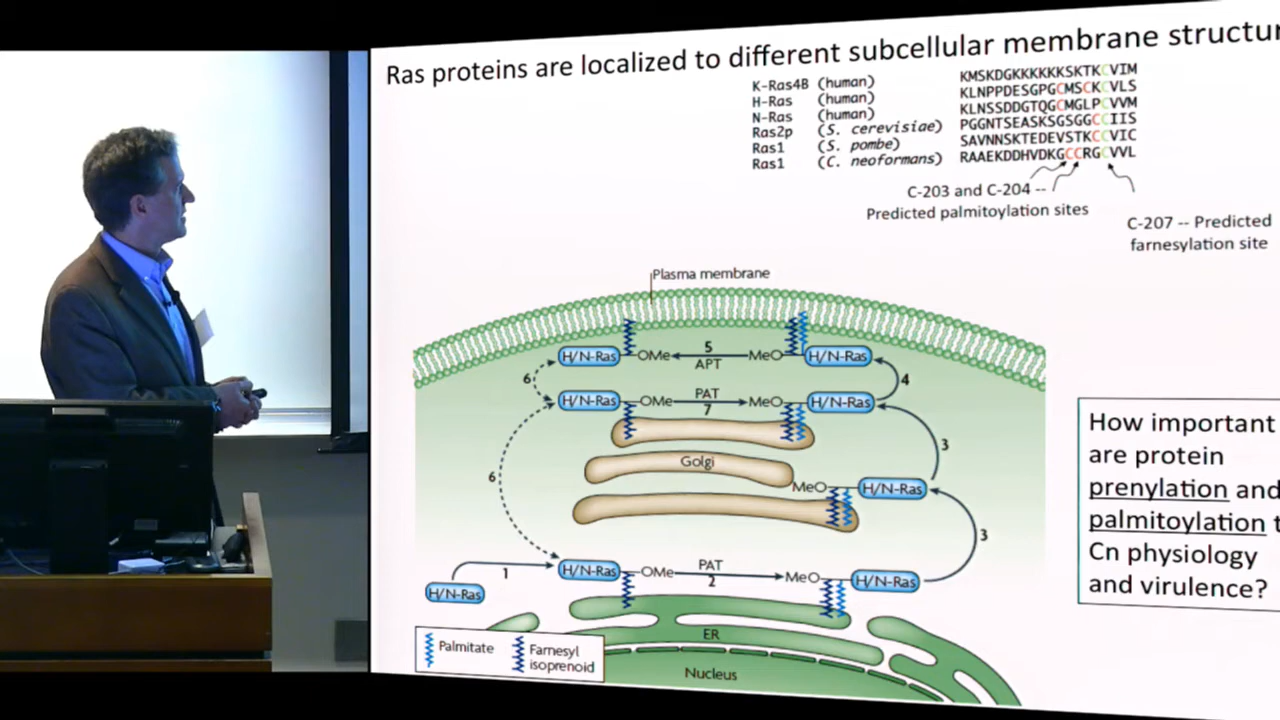 Ras proteins are localized to different subcellular membrane structur
K-Ras4B (human) KMSKDGKKKKKKSKTKCVIM
H-Ras (human) KLNPPDESGPGCMSCKCVLS
N-Ras (human) KLNSSDDGTQGCMGLPCVVM
Ras2p (S. cerevisiae) PGGNTSEASKSGSGGCCIIS
Ras1 (S. pombe) SAVNNSKTEDEVSTKCCVIC
Ras1 (C. neoformans) RAAEKDDHVDKGCCRGCVVL
C-203 and C-204 --
Predicted palmitoylation sites
C-207 -- Predicted
farnesylation site
Plasma membrane
H/N-Ras OMe 5 MeO H/N-Ras
APT
6 4
H/N-Ras OMe PAT MeO H/N-Ras
7
3
Golgi
6 MeO H/N-Ras
3
H/N-Ras OMe PAT MeO H/N-Ras
1 2
H/N-Ras
ER
Nucleus
Palmitate
Farnesyl
isoprenoid
How important
are protein
prenylation and
palmitoylation t
Cn physiology
and virulence?